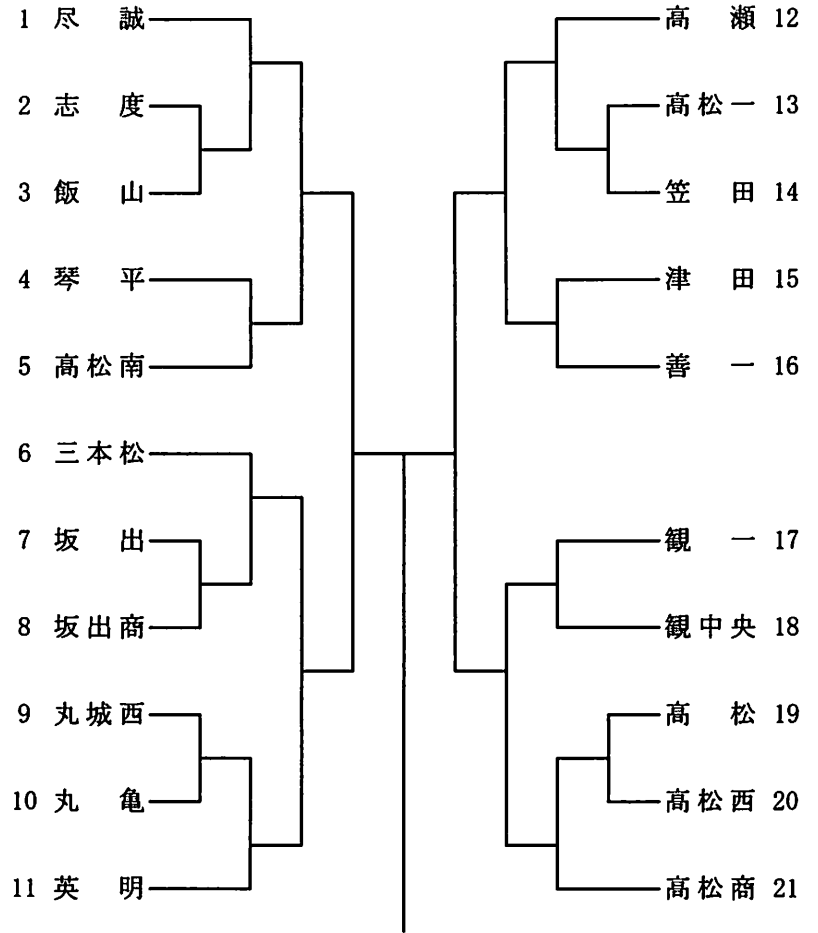 1 尽誠
2 志度
3 飯山
4 琴平
5 高松南
6 三本松
7 坂出
8 坂出商
9 丸城西
10 丸亀
11 英明
高瀬 12
高松一 13
笠田 14
津田 15
善一 16
観一 17
観中央 18
高松 19
高松西 20
高松商 21